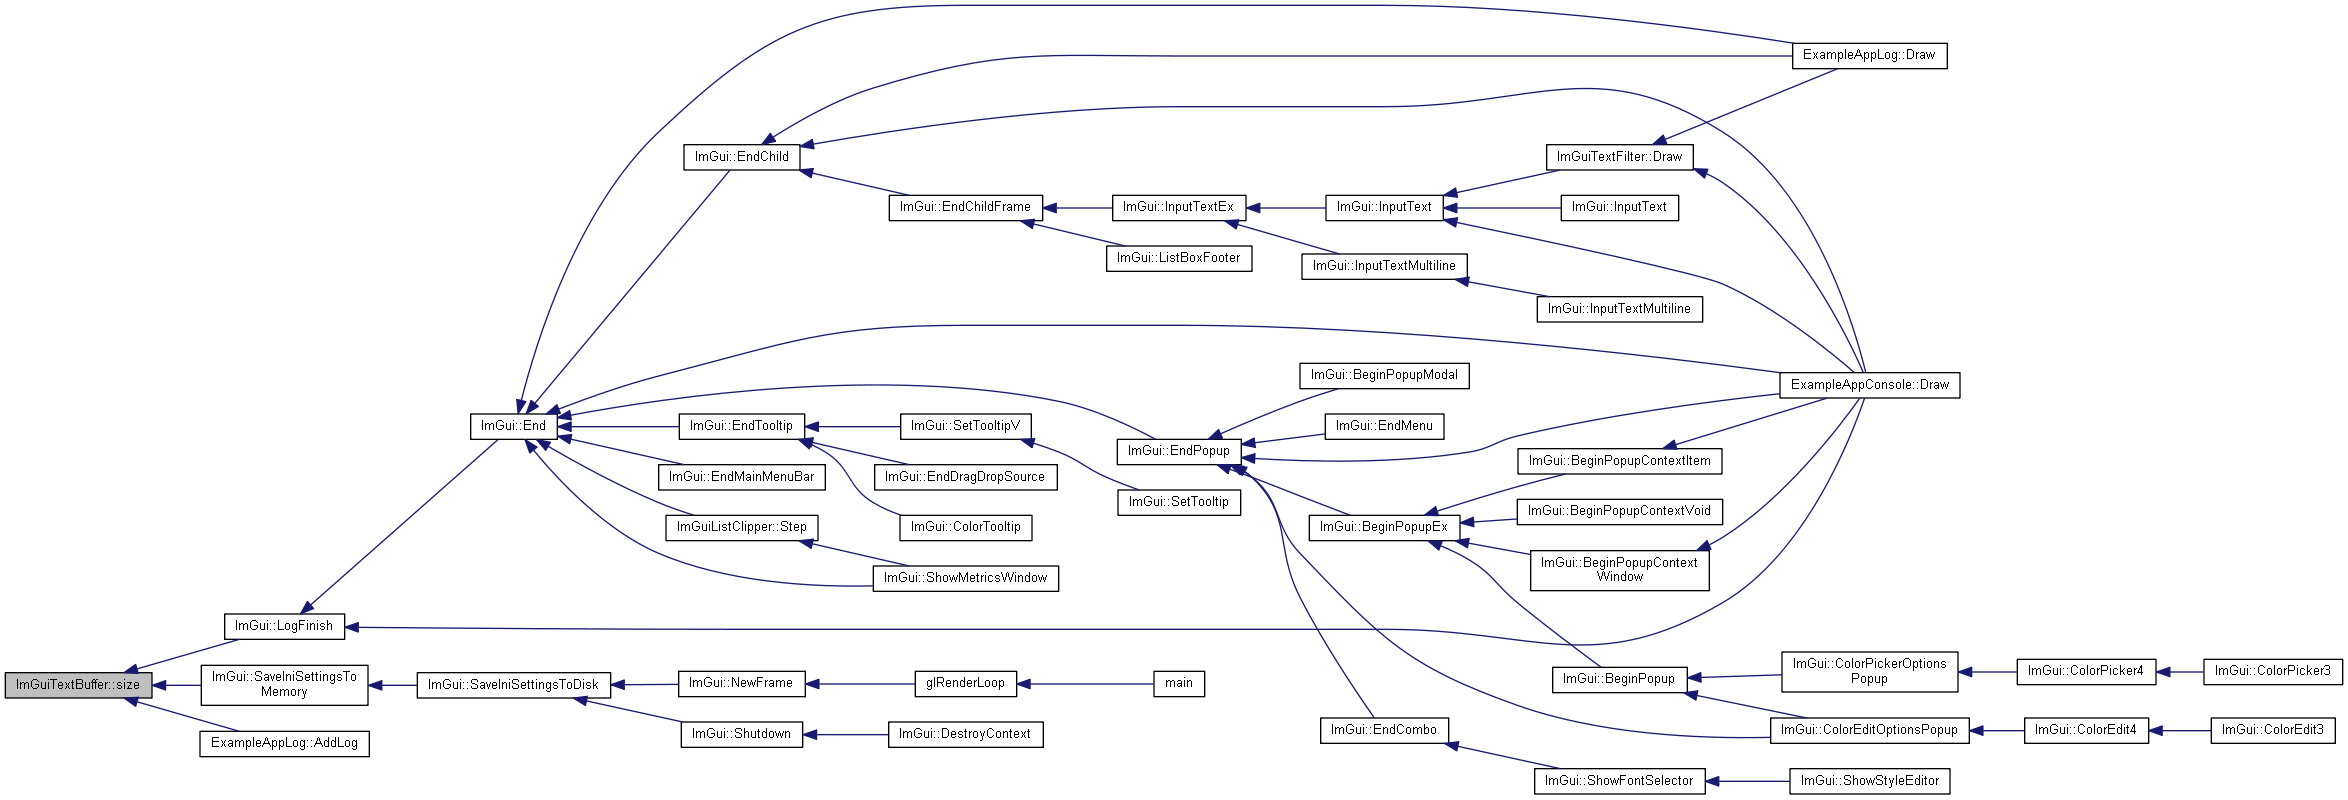 ExampleAppLog::Draw
ImGui::EndChild
ImGuiTextFilter::Draw
ImGui::EndChildFrame
ImGui::InputTextEx
ImGui::InputText
ImGui::InputText
ImGui::ListBoxFooter
ImGui::InputTextMultiline
ImGui::InputTextMultiline
ImGui::BeginPopupModal
ExampleAppConsole::Draw
ImGui::End
ImGui::EndTooltip
ImGui::SetTooltipV
ImGui::EndMenu
ImGui::EndPopup
ImGui::BeginPopupContextItem
ImGui::EndMainMenuBar
ImGui::EndDragDropSource
ImGui::SetTooltip
ImGui::BeginPopupContextVoid
ImGuiListClipper::Step
ImGui::ColorTooltip
ImGui::BeginPopupEx
ImGui::BeginPopupContext
Window
ImGui::ShowMetricsWindow
ImGui::LogFinish
ImGuiTextBuffer::size
ImGui::SaveIniSettingsTo
Memory
ImGui::SaveIniSettingsToDisk
ImGui::NewFrame
glRenderLoop
main
ImGui::BeginPopup
ImGui::ColorPickerOptions
Popup
ImGui::ColorPicker4
ImGui::ColorPicker3
ExampleAppLog::AddLog
ImGui::Shutdown
ImGui::DestroyContext
ImGui::EndCombo
ImGui::ColorEditOptionsPopup
ImGui::ColorEdit4
ImGui::ColorEdit3
ImGui::ShowFontSelector
ImGui::ShowStyleEditor